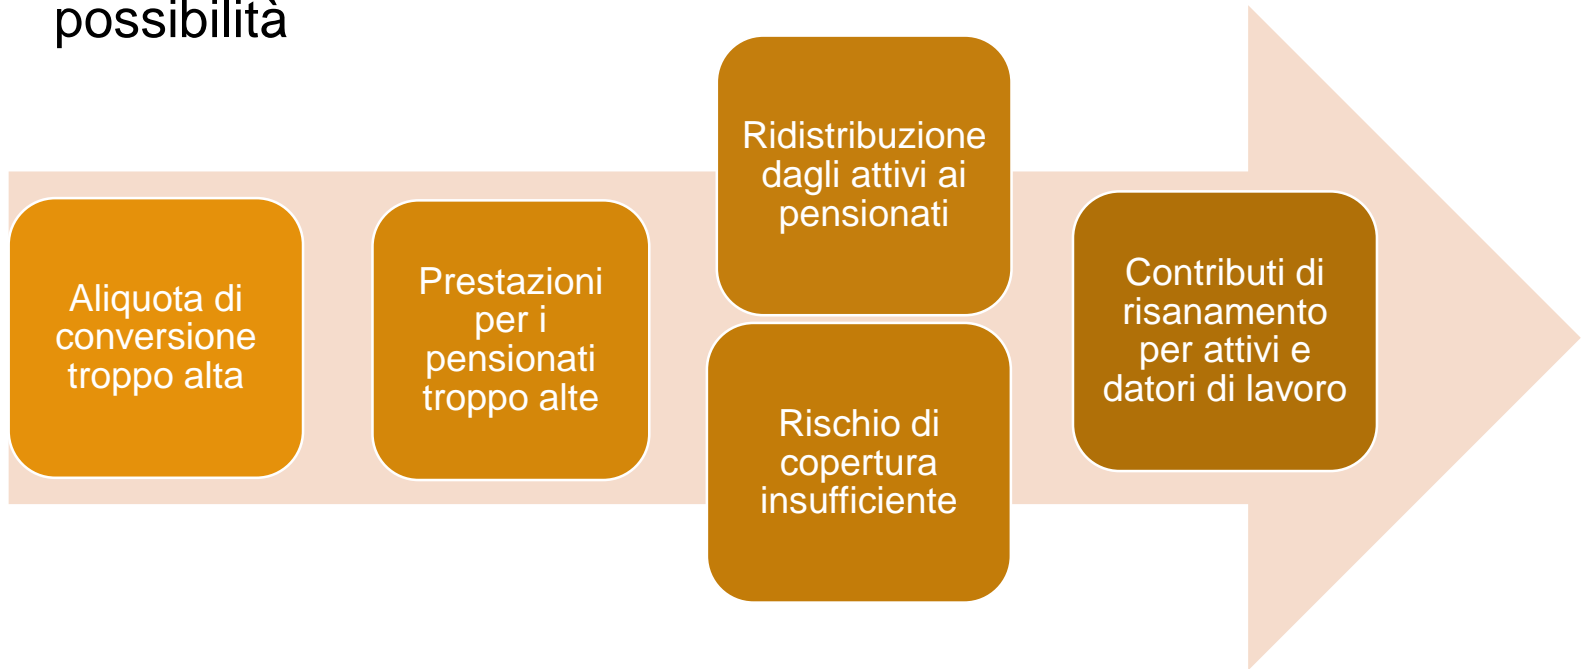 possibilità
Aliquota di
conversione
troppo alta
Prestazioni
per i
pensionati
troppo alte
Ridistribuzione
dagli attivi ai
pensionati
Rischio di
copertura
insufficiente
Contributi di
risanamento
per attivi e
datori di lavoro